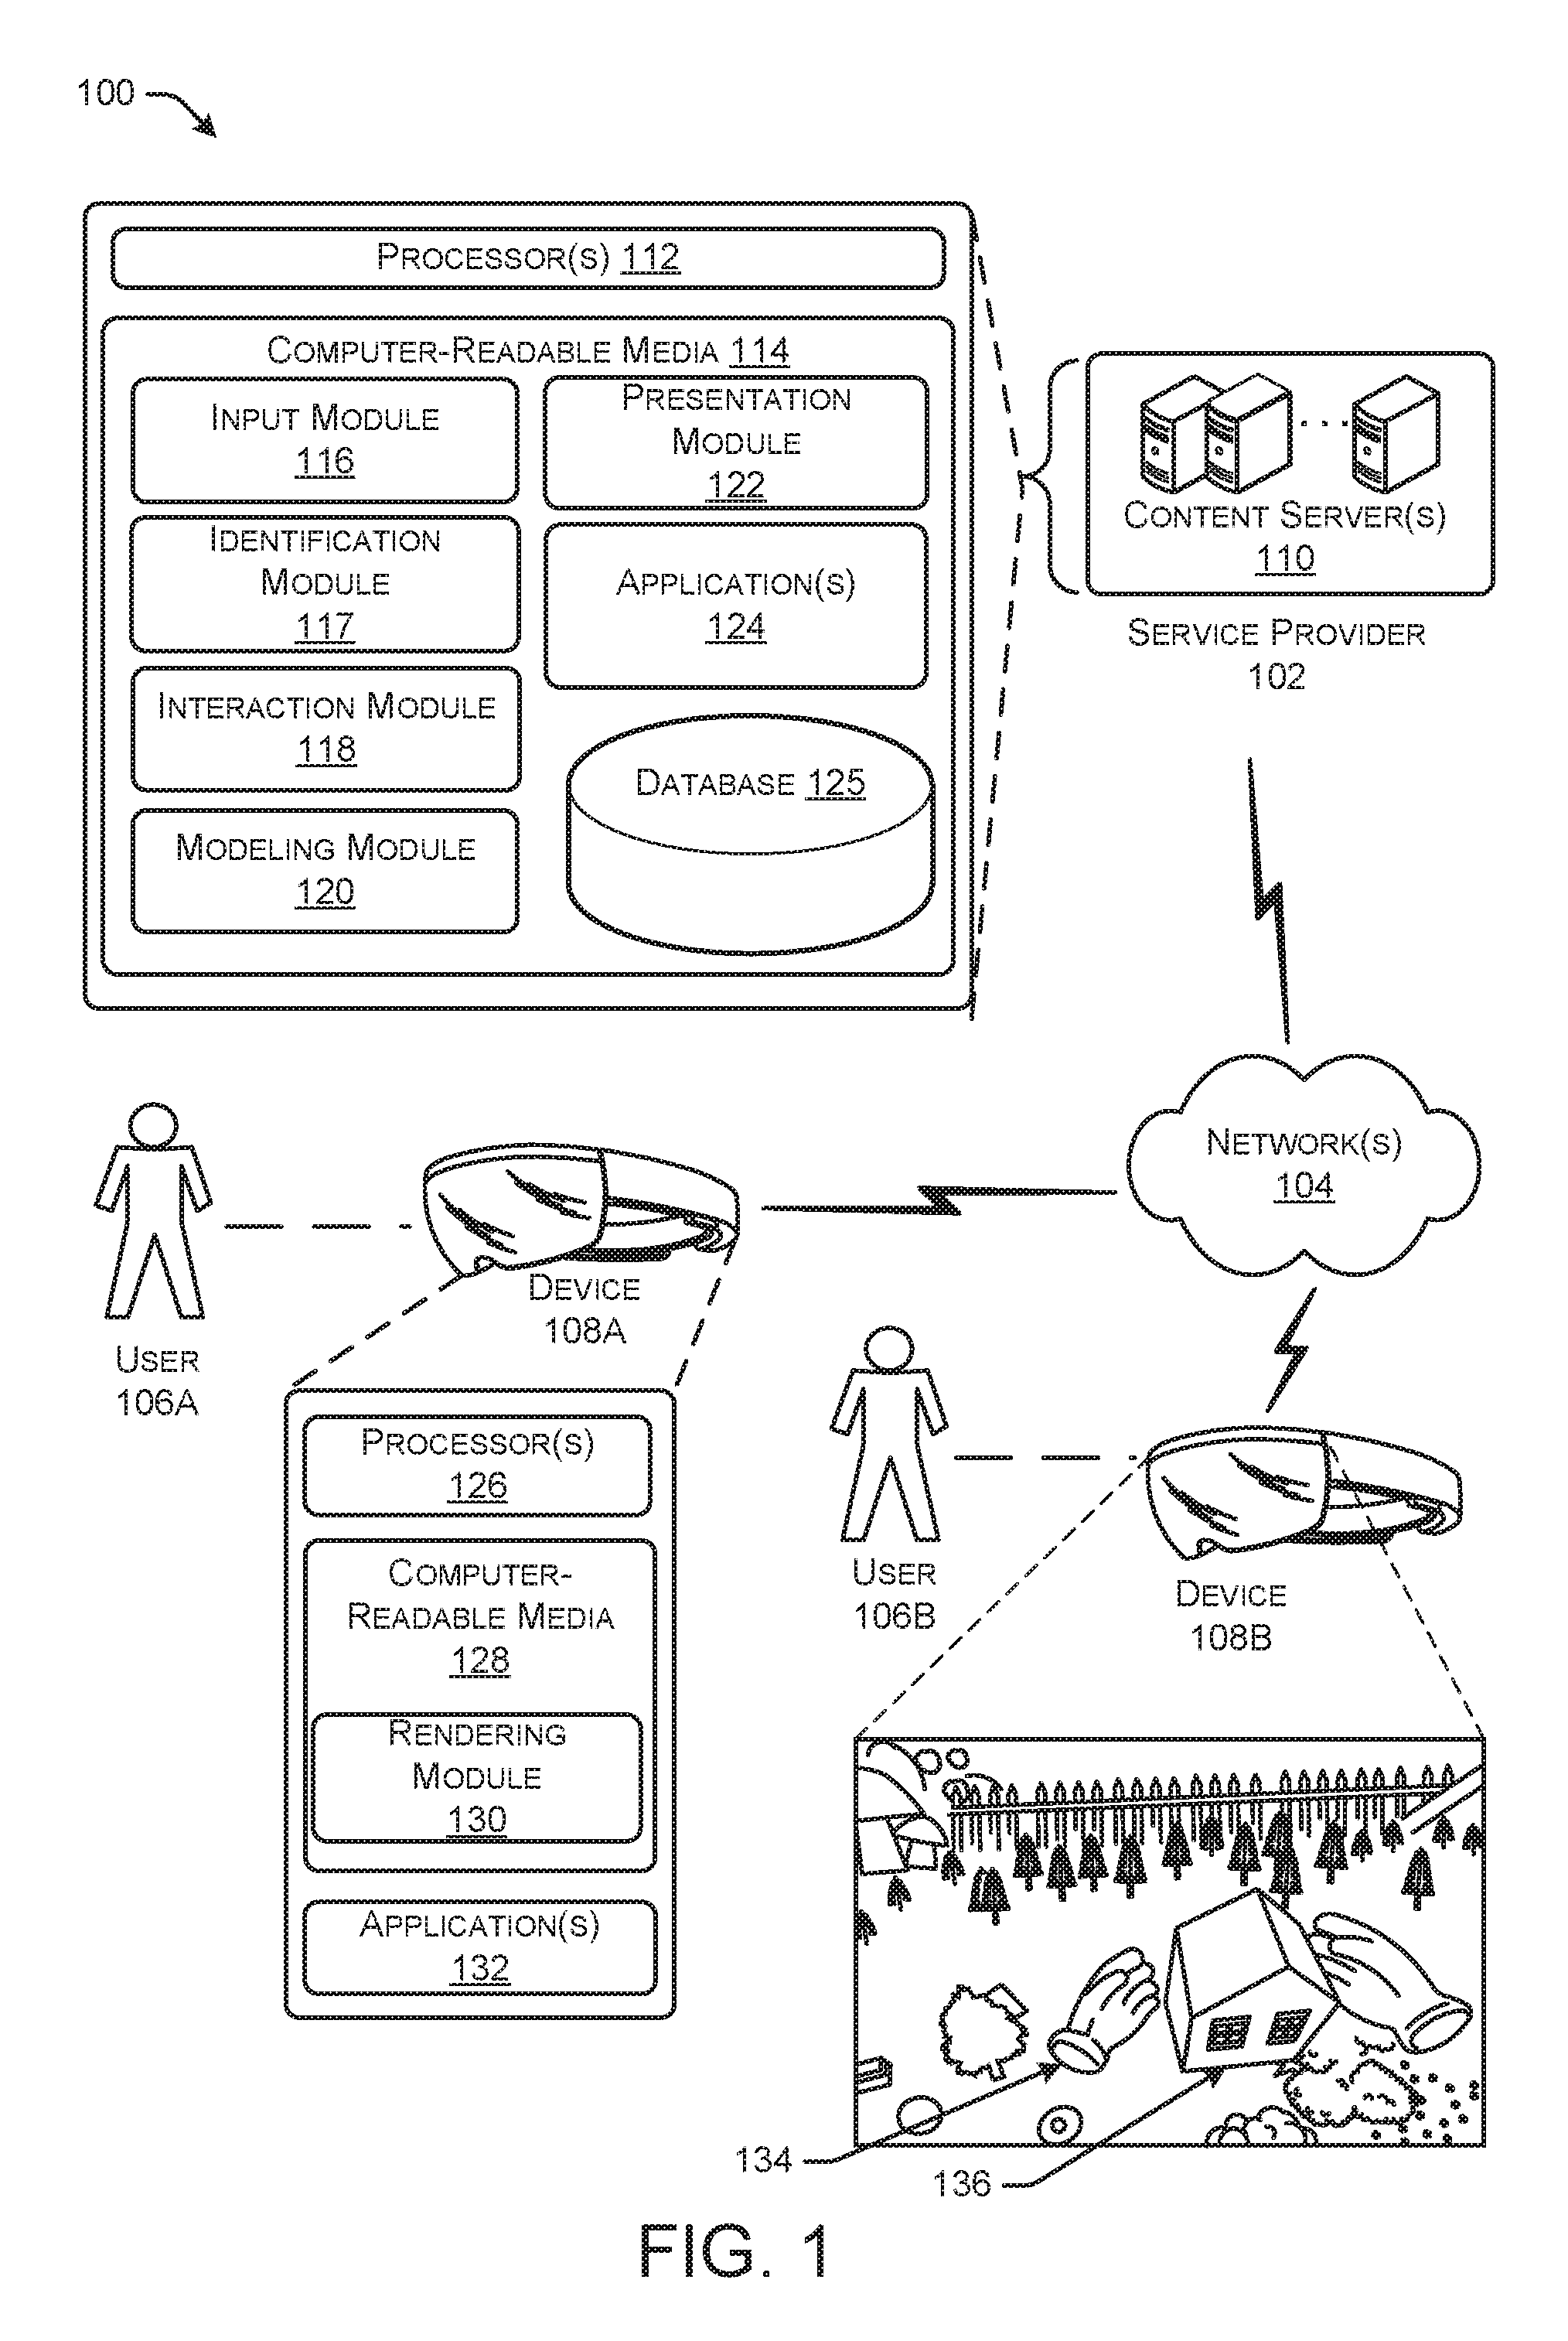 100
PROCESSOR(S) 112
COMPUTER-READABLE MEDIA 114
INPUT MODULE
116
PRESENTATION
MODULE
122
IDENTIFICATION
MODULE
117
APPLICATION(S)
124
INTERACTION MODULE
118
DATABASE 125
MODELING MODULE
120
CONTENT SERVER(S)
110
SERVICE PROVIDER
102
NETWORK(S)
104
USER
106A
DEVICE
108A
PROCESSOR(S)
126
COMPUTER-
READABLE MEDIA
128
RENDERING
MODULE
130
APPLICATION(S)
132
USER
106B
DEVICE
108B
134
136
FIG. 1